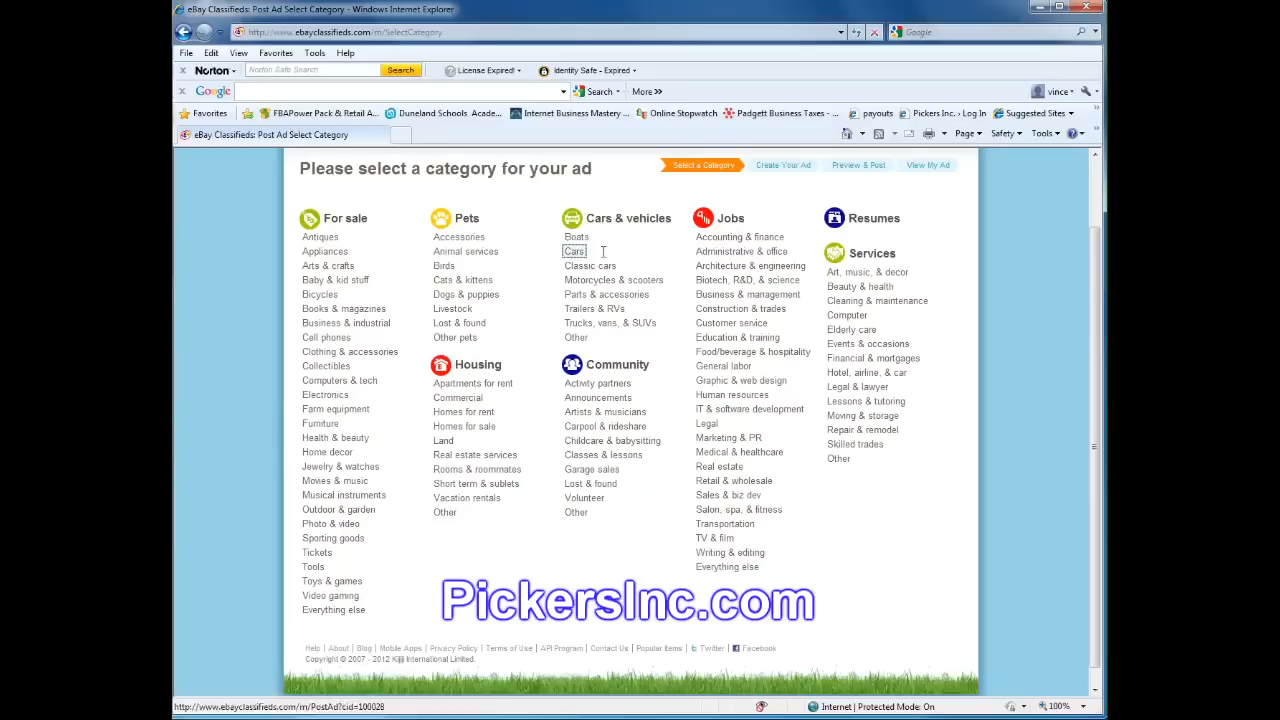 eBay Classifieds: Post Ad Select Category - Windows Internet Explorer
http://www.ebayclassifieds.com/m/SelectCategory
Google
File Edit View Favorites Tools Help
Norton Norton Safe Search Search License Expired! Identity Safe - Expired
Google Search More >> vince
Favorites FBAPower Pack & Retail A... Duneland Schools Acade... Internet Business Mastery ... Online Stopwatch Padgett Business Taxes - ... payouts Pickers Inc. › Log In Suggested Sites
eBay Classifieds: Post Ad Select Category Page Safety Tools
Please select a category for your ad
Select a Category Create Your Ad Preview & Post View My Ad
For sale
Antiques
Appliances
Arts & crafts
Baby & kid stuff
Bicycles
Books & magazines
Business & industrial
Cell phones
Clothing & accessories
Collectibles
Computers & tech
Electronics
Farm equipment
Furniture
Health & beauty
Home decor
Jewelry & watches
Movies & music
Musical instruments
Outdoor & garden
Photo & video
Sporting goods
Tickets
Tools
Toys & games
Video gaming
Everything else
Pets
Accessories
Animal services
Birds
Cats & kittens
Dogs & puppies
Livestock
Lost & found
Other pets
Housing
Apartments for rent
Commercial
Homes for rent
Homes for sale
Land
Real estate services
Rooms & roommates
Short term & sublets
Vacation rentals
Other
Cars & vehicles
Boats
Cars
Classic cars
Motorcycles & scooters
Parts & accessories
Trailers & RVs
Trucks, vans, & SUVs
Other
Community
Activity partners
Announcements
Artists & musicians
Carpool & rideshare
Childcare & babysitting
Classes & lessons
Garage sales
Lost & found
Volunteer
Other
Jobs
Accounting & finance
Administrative & office
Architecture & engineering
Biotech, R&D, & science
Business & management
Construction & trades
Customer service
Education & training
Food/beverage & hospitality
General labor
Graphic & web design
Human resources
IT & software development
Legal
Marketing & PR
Medical & healthcare
Real estate
Retail & wholesale
Sales & biz dev
Salon, spa, & fitness
Transportation
TV & film
Writing & editing
Everything else
Resumes
Services
Art, music, & decor
Beauty & health
Cleaning & maintenance
Computer
Elderly care
Events & occasions
Financial & mortgages
Hotel, airline, & car
Legal & lawyer
Lessons & tutoring
Moving & storage
Repair & remodel
Skilled trades
Other
PickersInc.com
Help | About | Blog | Mobile Apps | Privacy Policy | Terms of Use | API Program | Contact Us | Popular Items | Twitter | Facebook
Copyright © 2007 - 2012 Kijiji International Limited.
http://www.ebayclassifieds.com/m/PostAd?cid=100028 Internet | Protected Mode: On 100%